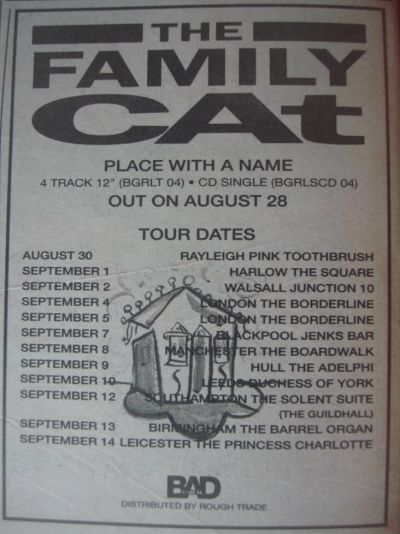 THE
FAMILY
CAt
PLACE WITH A NAME
4 TRACK 12" (BGRLT 04) • CD SINGLE (BGRLSCD 04)
OUT ON AUGUST 28
TOUR DATES
AUGUST 30 RAYLEIGH PINK TOOTHBRUSH
SEPTEMBER 1 HARLOW THE SQUARE
SEPTEMBER 2 WALSALL JUNCTION 10
SEPTEMBER 4 LONDON THE BORDERLINE
SEPTEMBER 5 LONDON THE BORDERLINE
SEPTEMBER 7 BLACKPOOL JENKS BAR
SEPTEMBER 8 MANCHESTER THE BOARDWALK
SEPTEMBER 9 HULL THE ADELPHI
SEPTEMBER 10 LEEDS DUCHESS OF YORK
SEPTEMBER 12 SOUTHAMPTON THE SOLENT SUITE
(THE GUILDHALL)
SEPTEMBER 13 BIRMINGHAM THE BARREL ORGAN
SEPTEMBER 14 LEICESTER THE PRINCESS CHARLOTTE
BAD
DISTRIBUTED BY ROUGH TRADE